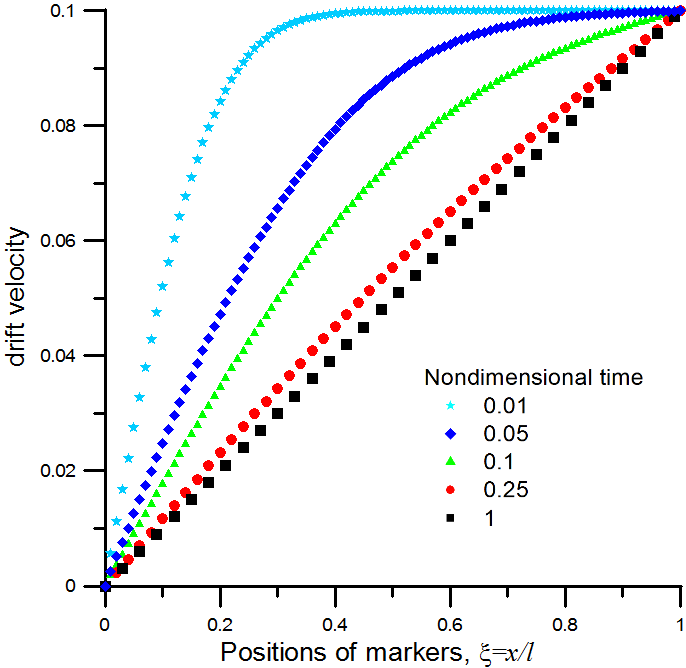 0.1
0.08
0.06
0.04
0.02
0
drift velocity
Nondimensional time
0.01
0.05
0.1
0.25
1
0 0.2 0.4 0.6 0.8 1
Positions of markers, ξ=x/l